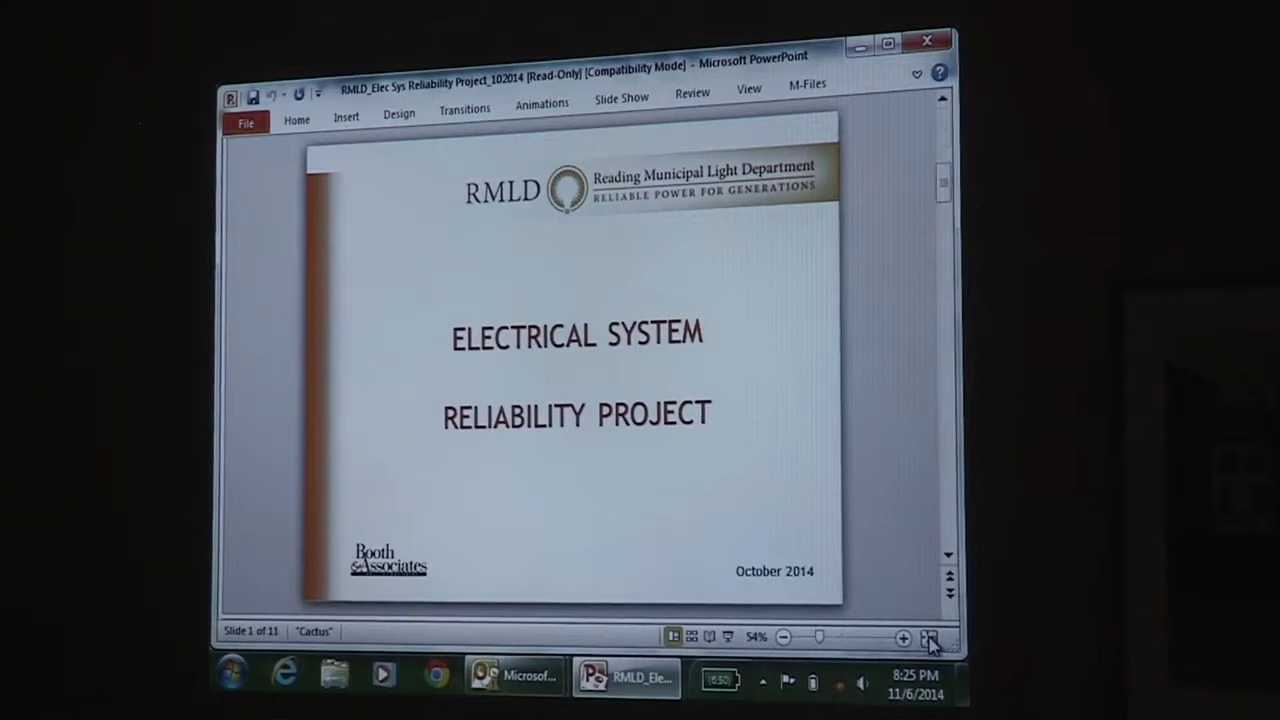 RMLD_Elec Sys Reliability Project_102014 [Read-Only] [Compatibility Mode] - Microsoft PowerPoint
File Home Insert Design Transitions Animations Slide Show Review View M-Files
RMLD Reading Municipal Light Department
RELIABLE POWER FOR GENERATIONS
ELECTRICAL SYSTEM
RELIABILITY PROJECT
Booth
& Associates
October 2014
Slide 1 of 11 "Cactus" 54%
Microsof... RMLD_Ele... 8:25 PM
11/6/2014